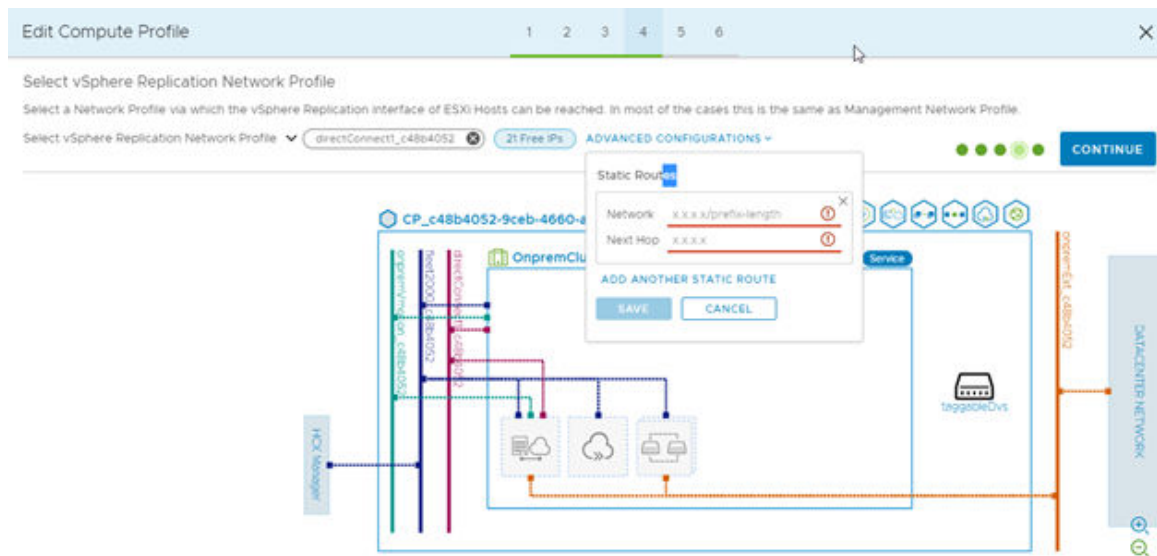 Edit Compute Profile
1 2 3 4 5 6
Select vSphere Replication Network Profile
Select a Network Profile via which the vSphere Replication interface of ESXi Hosts can be reached. In most of the cases this is the same as Management Network Profile.
Select vSphere Replication Network Profile directConnect1_c48b4052 21 Free IPs ADVANCED CONFIGURATIONS
CONTINUE
Static Routes
Network x.x.x.x/prefix-length
Next Hop x.x.x.x
ADD ANOTHER STATIC ROUTE
SAVE CANCEL
CP_c48b4052-9ceb-4660-a
OnpremClu
Service
onpremVmotion_c48b4052
fleet2000_c48b4052
directConnect1_c48b4052
onpremExt_c48b4052
DATACENTER NETWORK
taggableDvs
HCX Manager